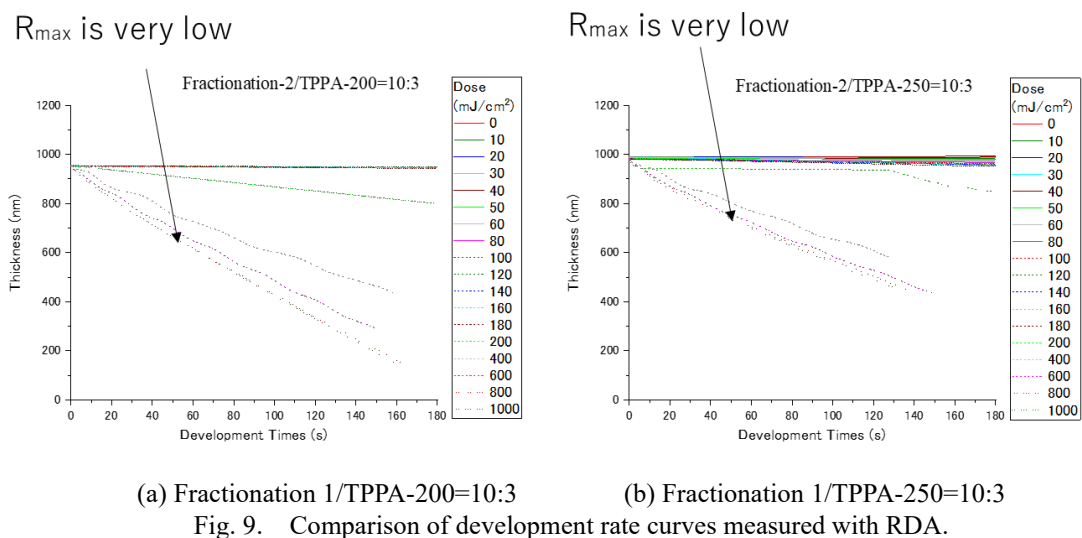 Rmax is very low
Fractionation-2/TPPA-200=10:3
Dose
(mJ/cm²)
1200
1000
800
600
400
200
0
0 20 40 60 80 100 120 140 160 180
Thickness (nm)
Development Times (s)
0
10
20
30
40
50
60
80
100
120
140
160
180
200
400
600
800
1000
Rmax is very low
Fractionation-2/TPPA-250=10:3
Dose
(mJ/cm²)
1200
1000
800
600
400
200
0
0 20 40 60 80 100 120 140 160 180
Thickness (nm)
Development Times (s)
0
10
20
30
40
50
60
80
100
120
140
160
180
200
400
600
800
1000
(a) Fractionation 1/TPPA-200=10:3
(b) Fractionation 1/TPPA-250=10:3
Fig. 9. Comparison of development rate curves measured with RDA.